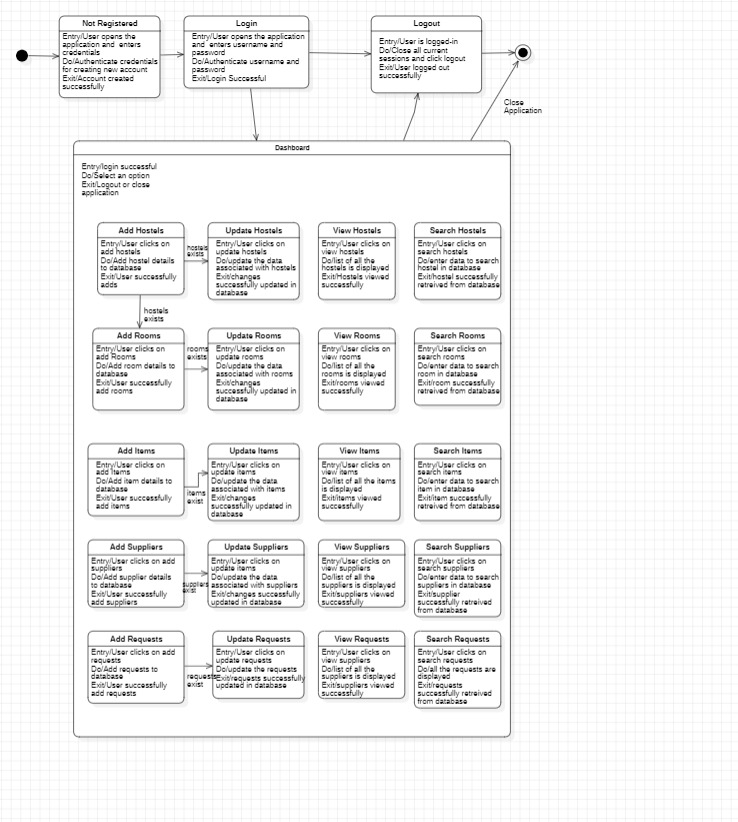 Not Registered
Entry/User opens the
application and enters
credentials
Do/Authenticate credentials
for creating new account
Exit/Account created
successfully
Login
Entry/User opens the application
and enters username and
password
Do/Authenticate username and
password
Exit/Login Successful
Logout
Entry/User is logged-in
Do/Close all current
sessions and click logout
Exit/User logged out
successfully
Close
Application
Dashboard
Entry/login successful
Do/Select an option
Exit/Logout or close
application
Add Hostels
Entry/User clicks on
add hostels
Do/Add hostel details
to database
Exit/User successfully
adds
hostels
exists
Update Hostels
Entry/User clicks on
update hostels
Do/update the data
associated with hostels
Exit/changes
successfully updated in
database
View Hostels
Entry/User clicks on
view hostels
Do/list of all the
hostels is displayed
Exit/Hostels viewed
successfully
Search Hostels
Entry/User clicks on
search hostels
Do/enter data to search
hostel in database
Exit/hostel successfully
retreived from database
hostels
exists
Add Rooms
Entry/User clicks on
add Rooms
Do/Add room details to
database
Exit/User successfully
add rooms
rooms
exists
Update Rooms
Entry/User clicks on
update rooms
Do/update the data
associated with rooms
Exit/changes
successfully updated in
database
View Rooms
Entry/User clicks on
view rooms
Do/list of all the
rooms is displayed
Exit/rooms viewed
successfully
Search Rooms
Entry/User clicks on
search rooms
Do/enter data to search
room in database
Exit/room successfully
retreived from database
Add Items
Entry/User clicks on
add Items
Do/Add item details to
database
Exit/User successfully
add items
items
exist
Update Items
Entry/User clicks on
update items
Do/update the data
associated with items
Exit/changes
successfully updated in
database
View Items
Entry/User clicks on
view items
Do/list of all the items
is displayed
Exit/items viewed
successfully
Search Items
Entry/User clicks on
search items
Do/enter data to search
item in database
Exit/item successfully
retreived from database
Add Suppliers
Entry/User clicks on add
suppliers
Do/Add supplier details
to database
Exit/User successfully
add suppliers
suppliers
exist
Update Suppliers
Entry/User clicks on
update items
Do/update the data
associated with suppliers
Exit/changes successfully
updated in database
View Suppliers
Entry/User clicks on
view suppliers
Do/list of all the
suppliers is displayed
Exit/suppliers viewed
successfully
Search Suppliers
Entry/User clicks on
search suppliers
Do/enter data to search
suppliers in database
Exit/supplier
successfully retreived
from database
Add Requests
Entry/User clicks on add
requests
Do/Add requests to
database
Exit/User successfully
add requests
requests
exist
Update Requests
Entry/User clicks on
update requests
Do/update the requests
Exit/requests successfully
updated in database
View Requests
Entry/User clicks on
view suppliers
Do/list of all the
suppliers is displayed
Exit/suppliers viewed
successfully
Search Requests
Entry/User clicks on
search requests
Do/all the requests are
displayed
Exit/requests
successfully retreived
from database